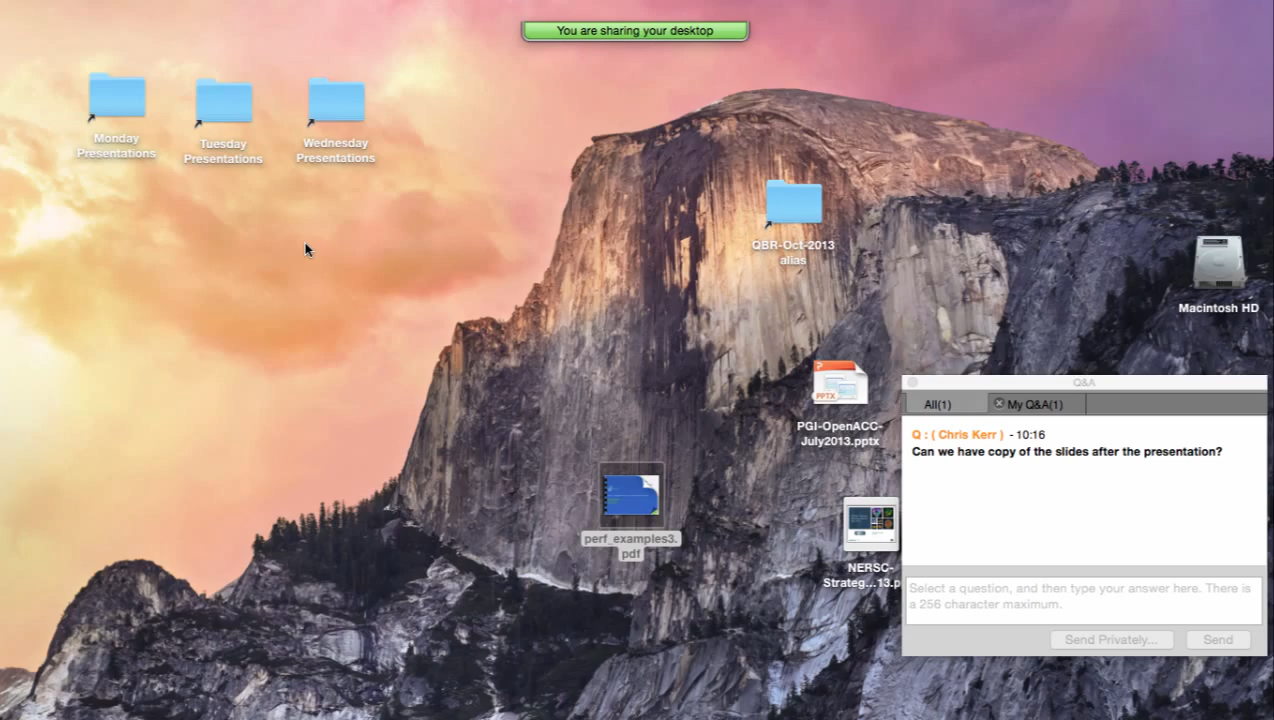 You are sharing your desktop
Monday
Presentations
Tuesday
Presentations
Wednesday
Presentations
QBR-Oct-2013
alias
Macintosh HD
PPTX
PGI-OpenACC-
July2013.pptx
perf_examples3.
pdf
NERSC-
Strateg...13.p
Q&A
All(1)
My Q&A(1)
Q : ( Chris Kerr ) - 10:16
Can we have copy of the slides after the presentation?
Select a question, and then type your answer here. There is
a 256 character maximum.
Send Privately...
Send